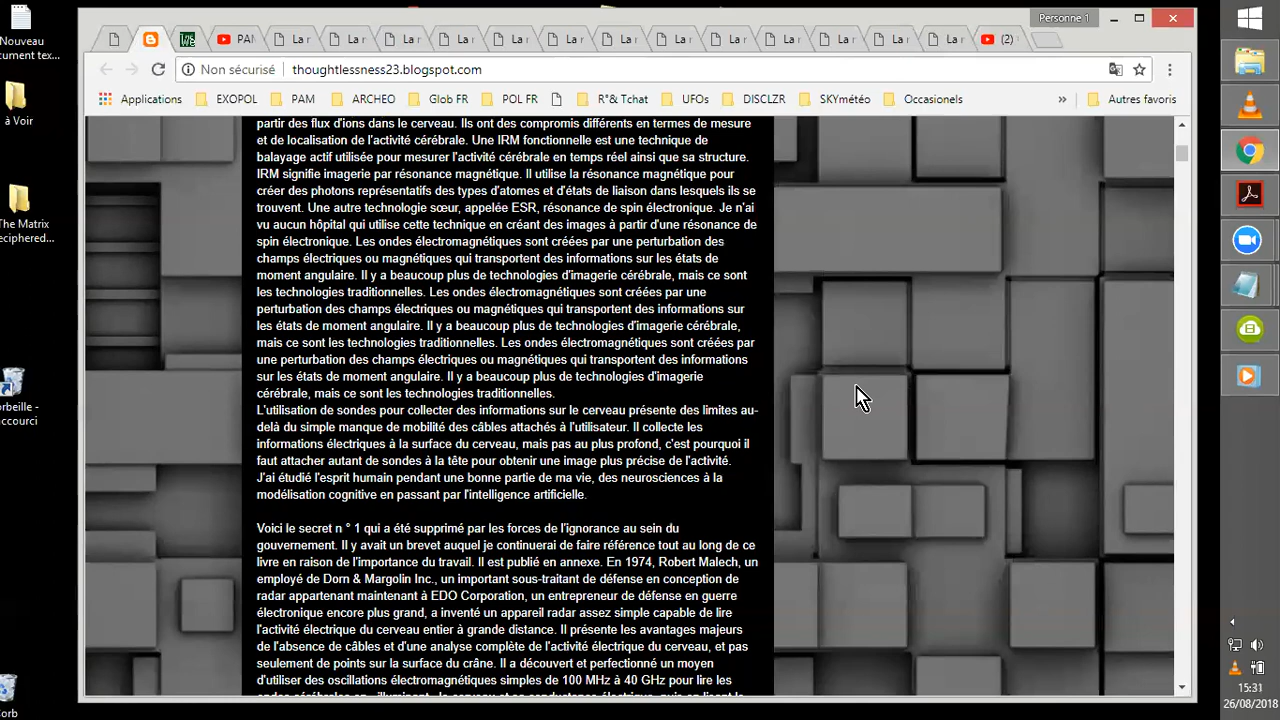 Nouveau
cument tex...
à Voir
The Matrix
eciphered...
orbeille -
accourci
Corb
Personne 1
PAN
La r
La r
La r
La r
La r
La r
La r
La r
La r
La r
La r
La r
La r
(2)
Non sécurisé
thoughtlessness23.blogspot.com
Applications
EXOPOL
PAM
ARCHEO
Glob FR
POL FR
R°& Tchat
UFOs
DISCLZR
SKYmétéo
Occasionels
»
Autres favoris
partir des flux d'ions dans le cerveau. Ils ont des compromis différents en termes de mesure
et de localisation de l'activité cérébrale. Une IRM fonctionnelle est une technique de
balayage actif utilisée pour mesurer l'activité cérébrale en temps réel ainsi que sa structure.
IRM signifie imagerie par résonance magnétique. Il utilise la résonance magnétique pour
créer des photons représentatifs des types d'atomes et d'états de liaison dans lesquels ils se
trouvent. Une autre technologie sœur, appelée ESR, résonance de spin électronique. Je n'ai
vu aucun hôpital qui utilise cette technique en créant des images à partir d'une résonance de
spin électronique. Les ondes électromagnétiques sont créées par une perturbation des
champs électriques ou magnétiques qui transportent des informations sur les états de
moment angulaire. Il y a beaucoup plus de technologies d'imagerie cérébrale, mais ce sont
les technologies traditionnelles. Les ondes électromagnétiques sont créées par une
perturbation des champs électriques ou magnétiques qui transportent des informations sur
les états de moment angulaire. Il y a beaucoup plus de technologies d'imagerie cérébrale,
mais ce sont les technologies traditionnelles. Les ondes électromagnétiques sont créées par
une perturbation des champs électriques ou magnétiques qui transportent des informations
sur les états de moment angulaire. Il y a beaucoup plus de technologies d'imagerie
cérébrale, mais ce sont les technologies traditionnelles.
L'utilisation de sondes pour collecter des informations sur le cerveau présente des limites au-
delà du simple manque de mobilité des câbles attachés à l'utilisateur. Il collecte les
informations électriques à la surface du cerveau, mais pas au plus profond, c'est pourquoi il
faut attacher autant de sondes à la tête pour obtenir une image plus précise de l'activité.
J'ai étudié l'esprit humain pendant une bonne partie de ma vie, des neurosciences à la
modélisation cognitive en passant par l'intelligence artificielle.
Voici le secret n ° 1 qui a été supprimé par les forces de l'ignorance au sein du
gouvernement. Il y avait un brevet auquel je continuerai de faire référence tout au long de ce
livre en raison de l'importance du travail. Il est publié en annexe. En 1974, Robert Malech, un
employé de Dorn & Margolin Inc., un important sous-traitant de défense en conception de
radar appartenant maintenant à EDO Corporation, un entrepreneur de défense en guerre
électronique encore plus grand, a inventé un appareil radar assez simple capable de lire
l'activité électrique du cerveau entier à grande distance. Il présente les avantages majeurs
de l'absence de câbles et d'une analyse complète de l'activité électrique du cerveau, et pas
seulement de points sur la surface du crâne. Il a découvert et perfectionné un moyen
d'utiliser des oscillations électromagnétiques simples de 100 MHz à 40 GHz pour lire les
15:31
26/08/2018